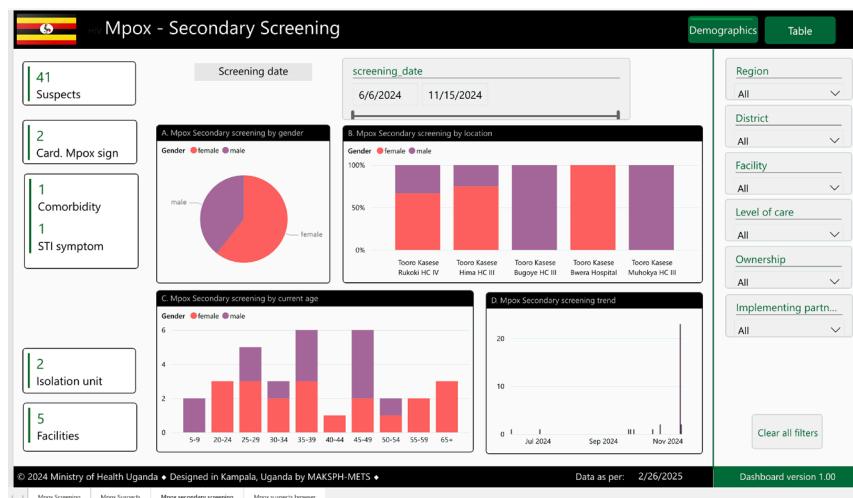 Mpox - Secondary Screening
Demographics
Table
41
Suspects
2
Card. Mpox sign
1
Comorbidity
1
STI symptom
2
Isolation unit
5
Facilities
Screening date
screening_date
6/6/2024 11/15/2024
A. Mpox Secondary screening by gender
Gender female male
male
female
B. Mpox Secondary screening by location
Gender female male
100%
50%
0%
Tooro Kasese Rukoki HC IV
Tooro Kasese Hima HC III
Tooro Kasese Bugoye HC III
Tooro Kasese Bwera Hospital
Tooro Kasese Muhokya HC III
C. Mpox Secondary screening by current age
Gender female male
6
4
2
0
5-9 20-24 25-29 30-34 35-39 40-44 45-49 50-54 55-59 65+
D. Mpox Secondary screening trend
20
10
0
Jul 2024 Sep 2024 Nov 2024
Region
All
District
All
Facility
All
Level of care
All
Ownership
All
Implementing partn...
All
Clear all filters
© 2024 Ministry of Health Uganda ♦ Designed in Kampala, Uganda by MAKSPH-METS ♦
Data as per: 2/26/2025
Dashboard version 1.00
Mpox Screening Mpox Suspects Mpox secondary screening Mpox suspects browser